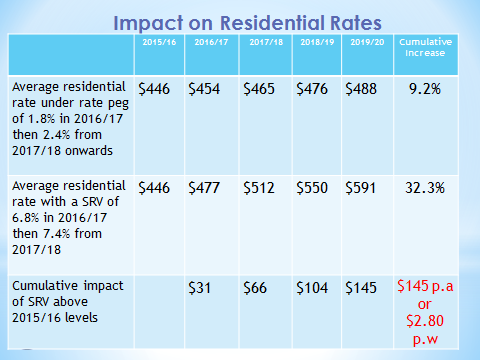 Impact on Residential Rates
2015/16 2016/17 2017/18 2018/19 2019/20 Cumulative
Increase
Average residential $446 $454 $465 $476 $488 9.2%
rate under rate peg
of 1.8% in 2016/17
then 2.4% from
2017/18 onwards
Average residential $446 $477 $512 $550 $591 32.3%
rate with a SRV of
6.8% in 2016/17
then 7.4% from
2017/18
Cumulative impact $31 $66 $104 $145 $145 p.a
of SRV above or
2015/16 levels $2.80
p.w